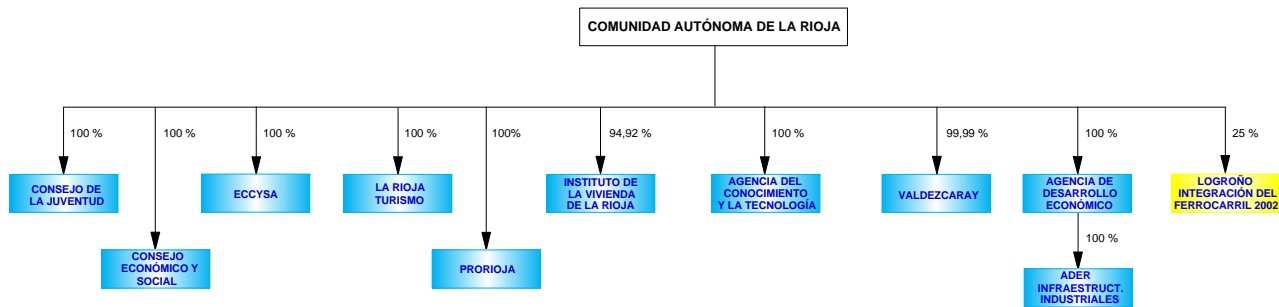 COMUNIDAD AUTÓNOMA DE LA RIOJA
100 %
100 %
100 %
100 %
100%
94,92 %
100 %
99,99 %
100 %
25 %
CONSEJO DE
LA JUVENTUD
ECCYSA
LA RIOJA
TURISMO
INSTITUTO DE
LA VIVIENDA
DE LA RIOJA
AGENCIA DEL
CONOCIMIENTO
Y LA TECNOLOGÍA
VALDEZCARAY
AGENCIA DE
DESARROLLO
ECONÓMICO
LOGROÑO
INTEGRACIÓN DEL
FERROCARRIL 2002
100 %
CONSEJO
ECONÓMICO Y
SOCIAL
PRORIOJA
ADER
INFRAESTRUCT.
INDUSTRIALES